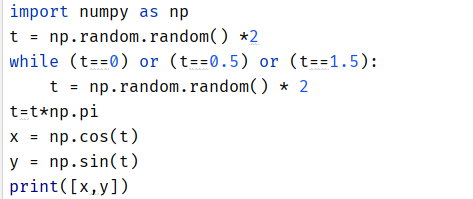 import numpy as np
t = np.random.random() *2
while (t==0) or (t==0.5) or (t==1.5):
    t = np.random.random() * 2
t=t*np.pi
x = np.cos(t)
y = np.sin(t)
print([x,y])